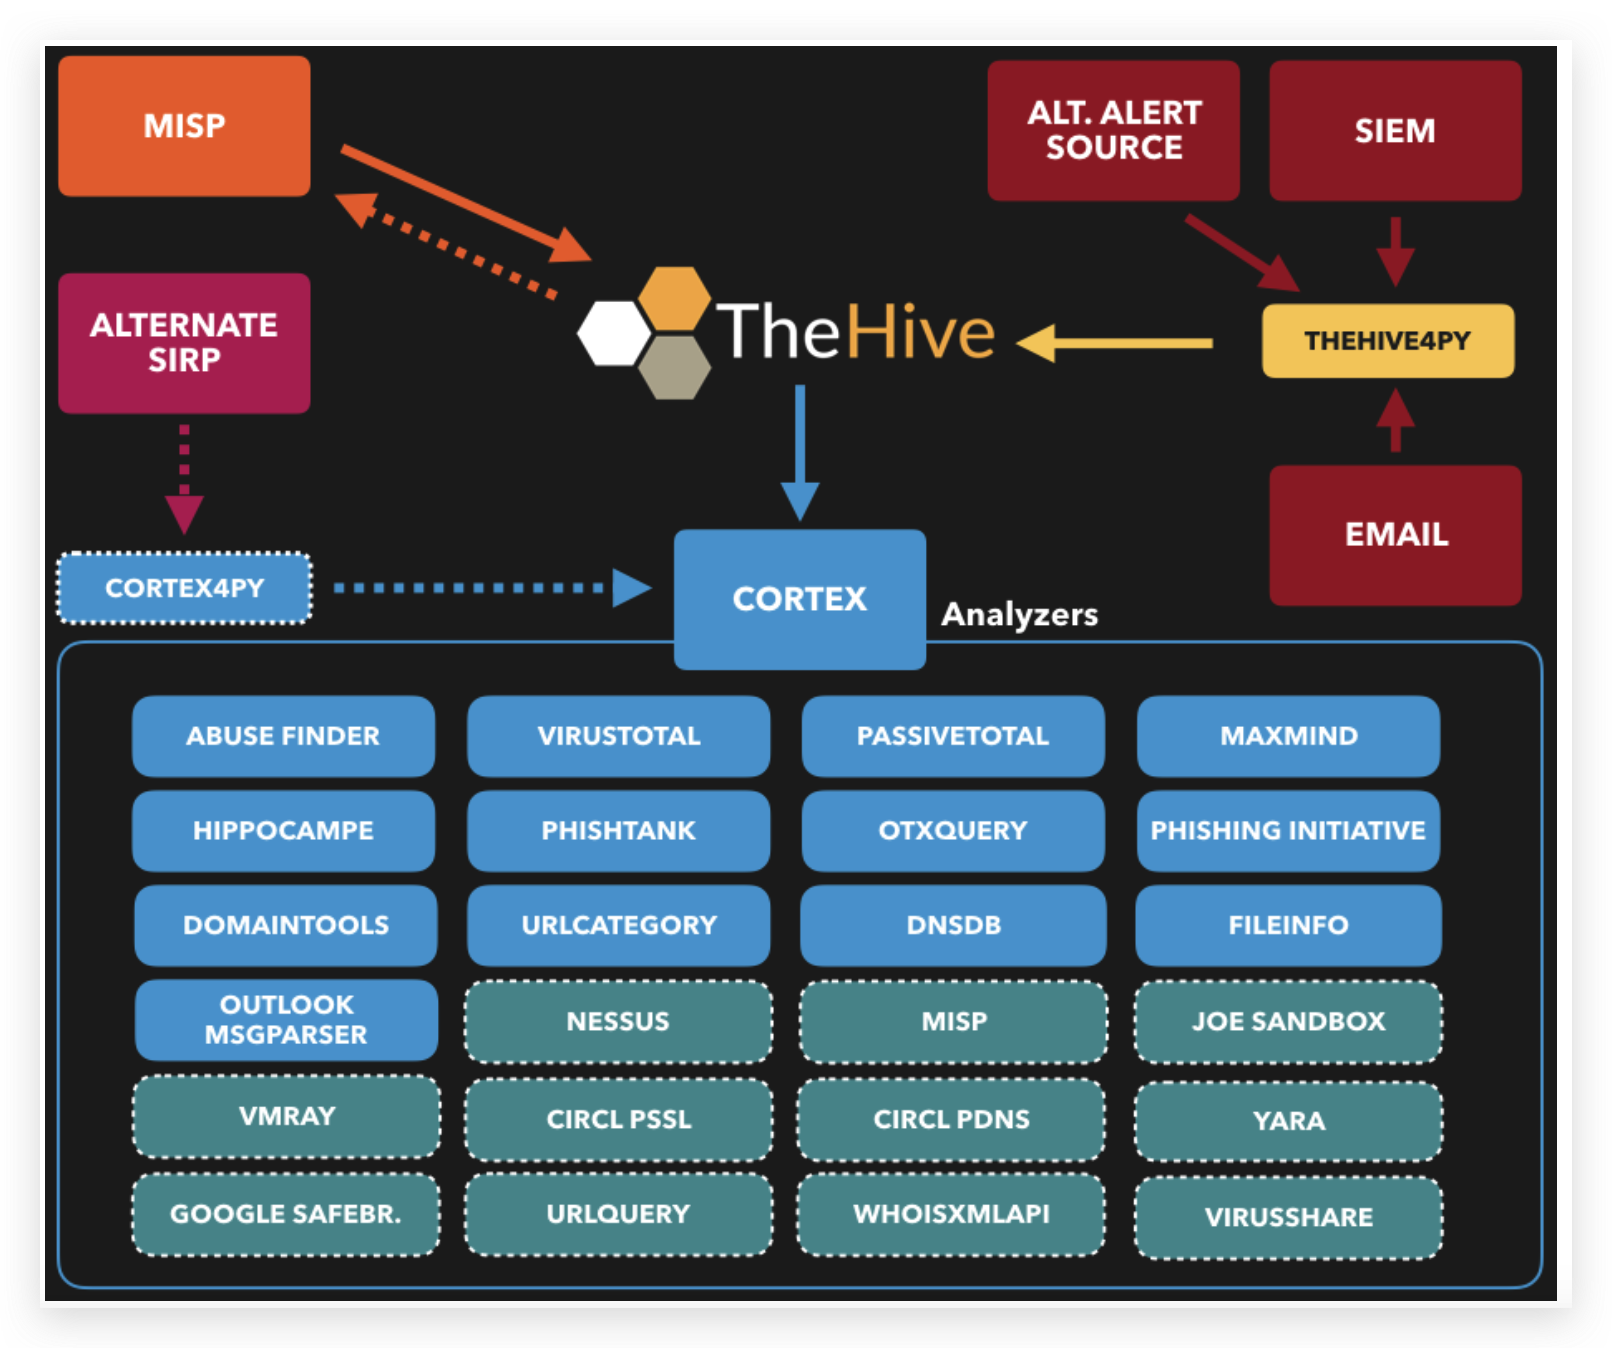 MISP
ALT. ALERT
SOURCE
SIEM
ALTERNATE
SIRP
TheHive
THEHIVE4PY
EMAIL
CORTEX4PY
CORTEX
Analyzers
ABUSE FINDER
VIRUSTOTAL
PASSIVETOTAL
MAXMIND
HIPPOCAMPE
PHISHTANK
OTXQUERY
PHISHING INITIATIVE
DOMAINTOOLS
URLCATEGORY
DNSDB
FILEINFO
OUTLOOK
MSGPARSER
NESSUS
MISP
JOE SANDBOX
VMRAY
CIRCL PSSL
CIRCL PDNS
YARA
GOOGLE SAFEBR.
URLQUERY
WHOISXMLAPI
VIRUSSHARE